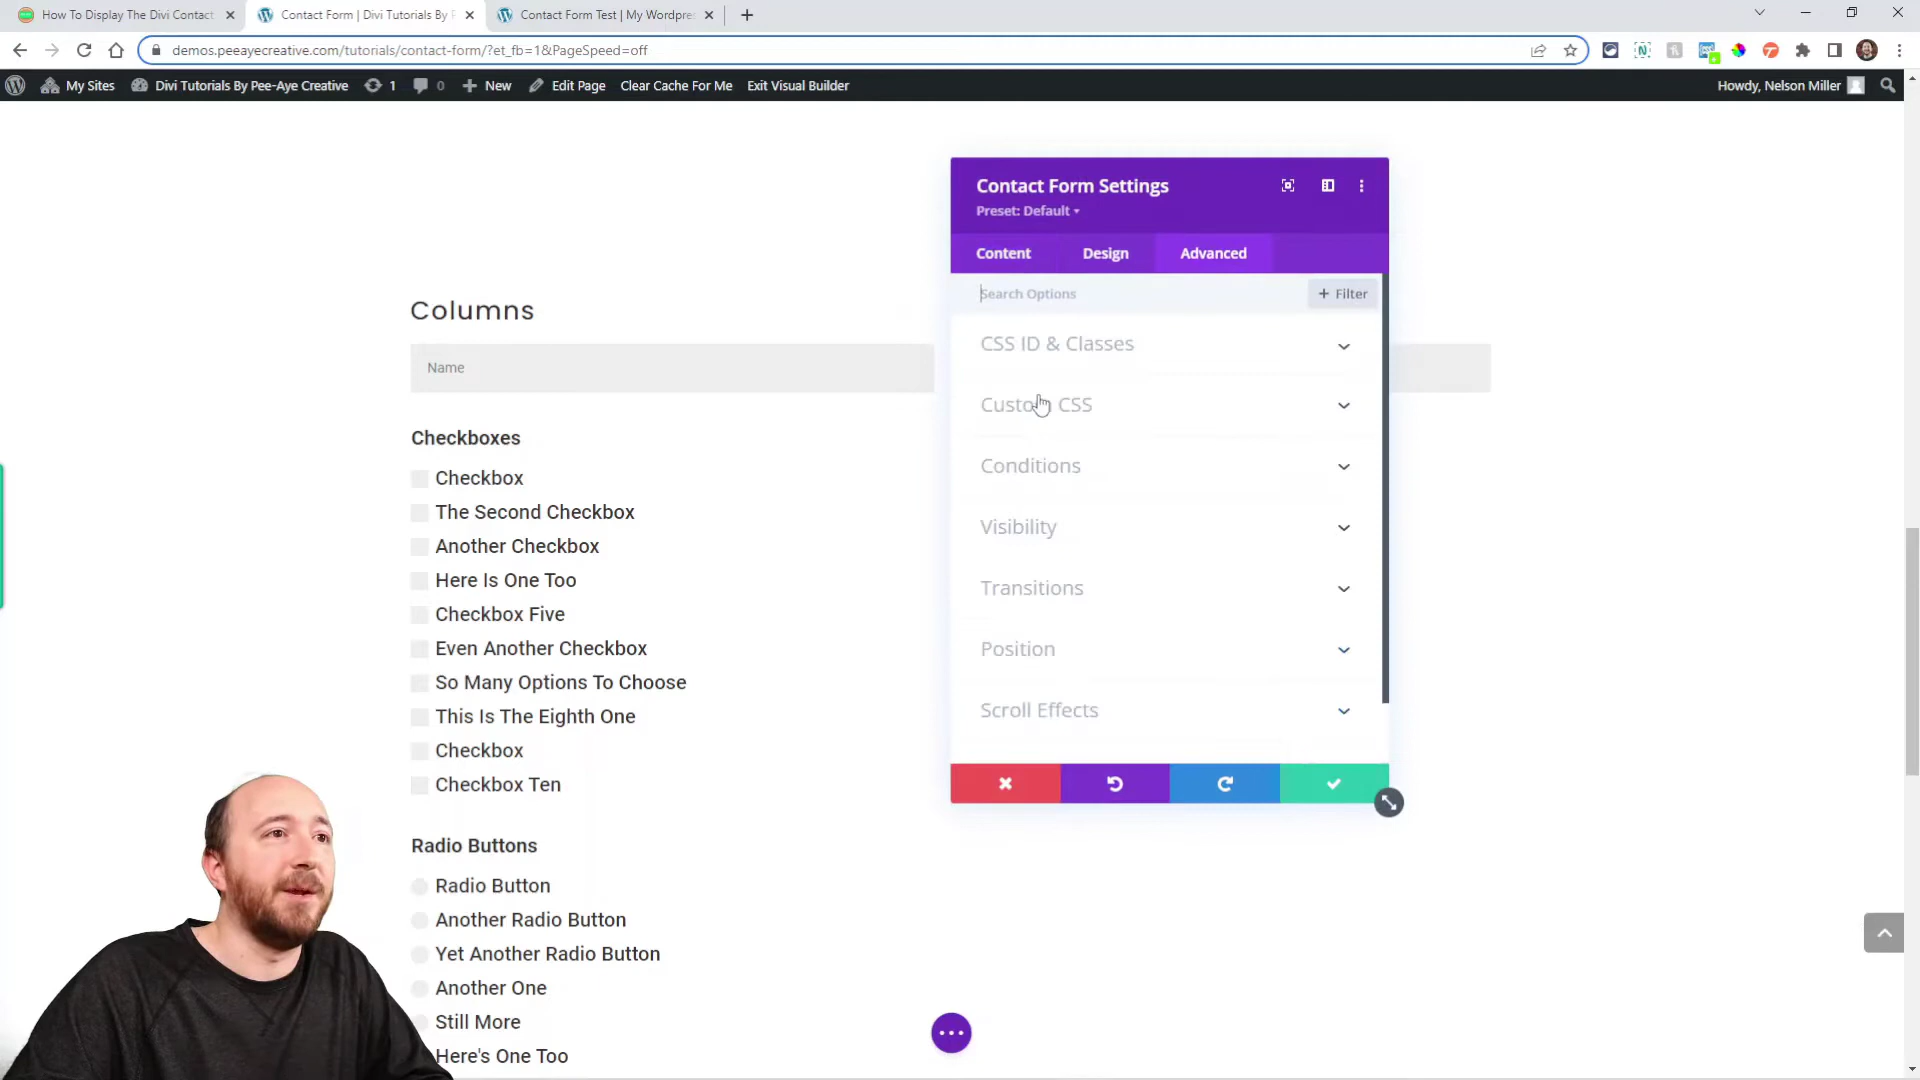 How To Display The Divi Contact
Contact Form | Divi Tutorials By P
Contact Form Test | My Wordpres
demos.peeayecreative.com/tutorials/contact-form/?et_fb=1&PageSpeed=off
My Sites
Divi Tutorials By Pee-Aye Creative
1
0
New
Edit Page
Clear Cache For Me
Exit Visual Builder
Howdy, Nelson Miller
Contact Form Settings
Preset: Default
Content
Design
Advanced
Search Options
+ Filter
CSS ID & Classes
Custom CSS
Conditions
Visibility
Transitions
Position
Scroll Effects
Columns
Name
Checkboxes
Checkbox
The Second Checkbox
Another Checkbox
Here Is One Too
Checkbox Five
Even Another Checkbox
So Many Options To Choose
This Is The Eighth One
Checkbox
Checkbox Ten
Radio Buttons
Radio Button
Another Radio Button
Yet Another Radio Button
Another One
Still More
Here's One Too